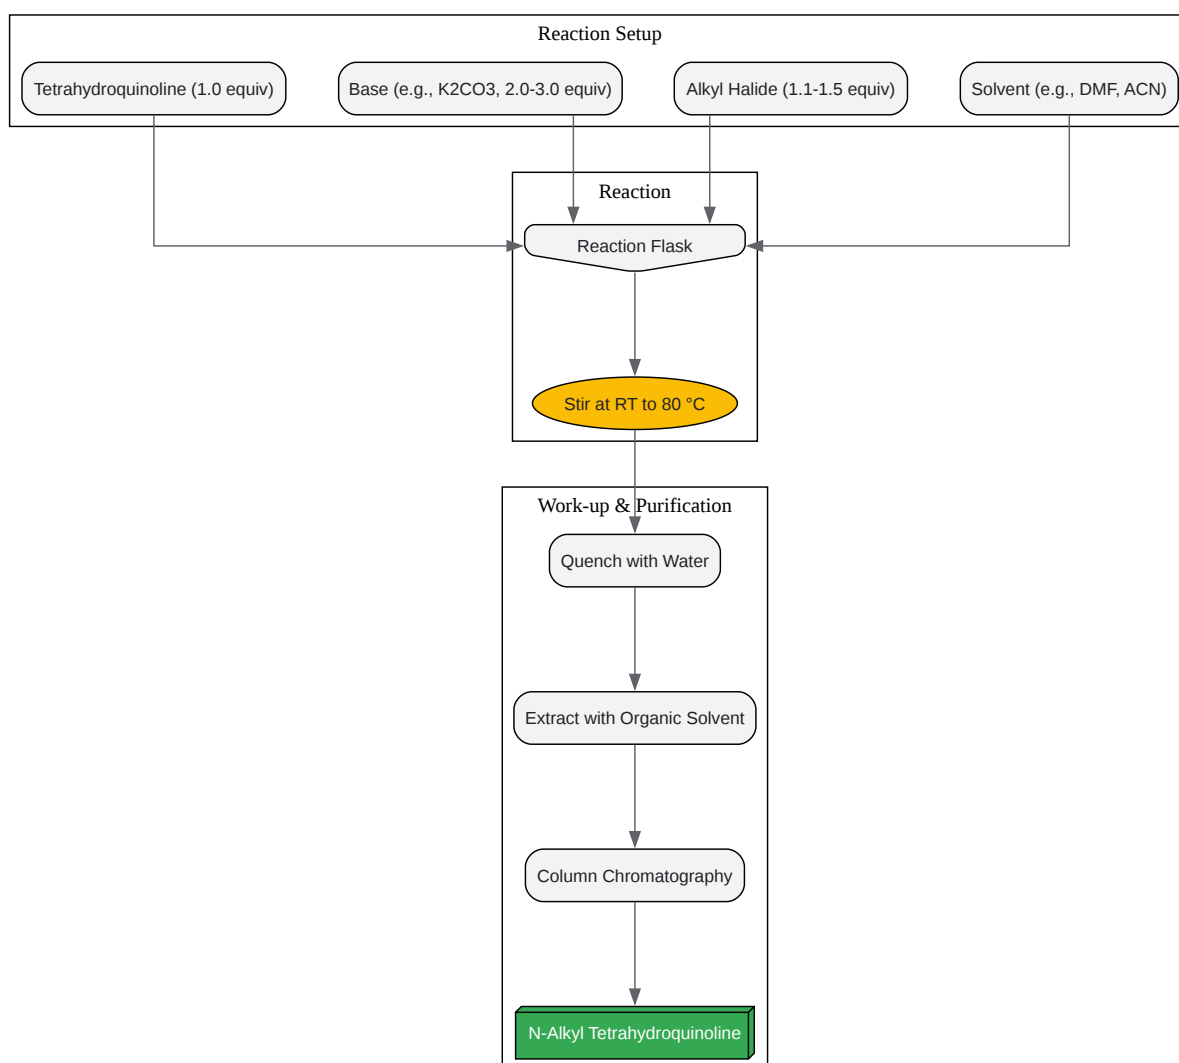 Reaction Setup
Tetrahydroquinoline (1.0 equiv)
Base (e.g., K2CO3, 2.0-3.0 equiv)
Alkyl Halide (1.1-1.5 equiv)
Solvent (e.g., DMF, ACN)
Reaction
Reaction Flask
Stir at RT to 80 °C
Work-up & Purification
Quench with Water
Extract with Organic Solvent
Column Chromatography
N-Alkyl Tetrahydroquinoline